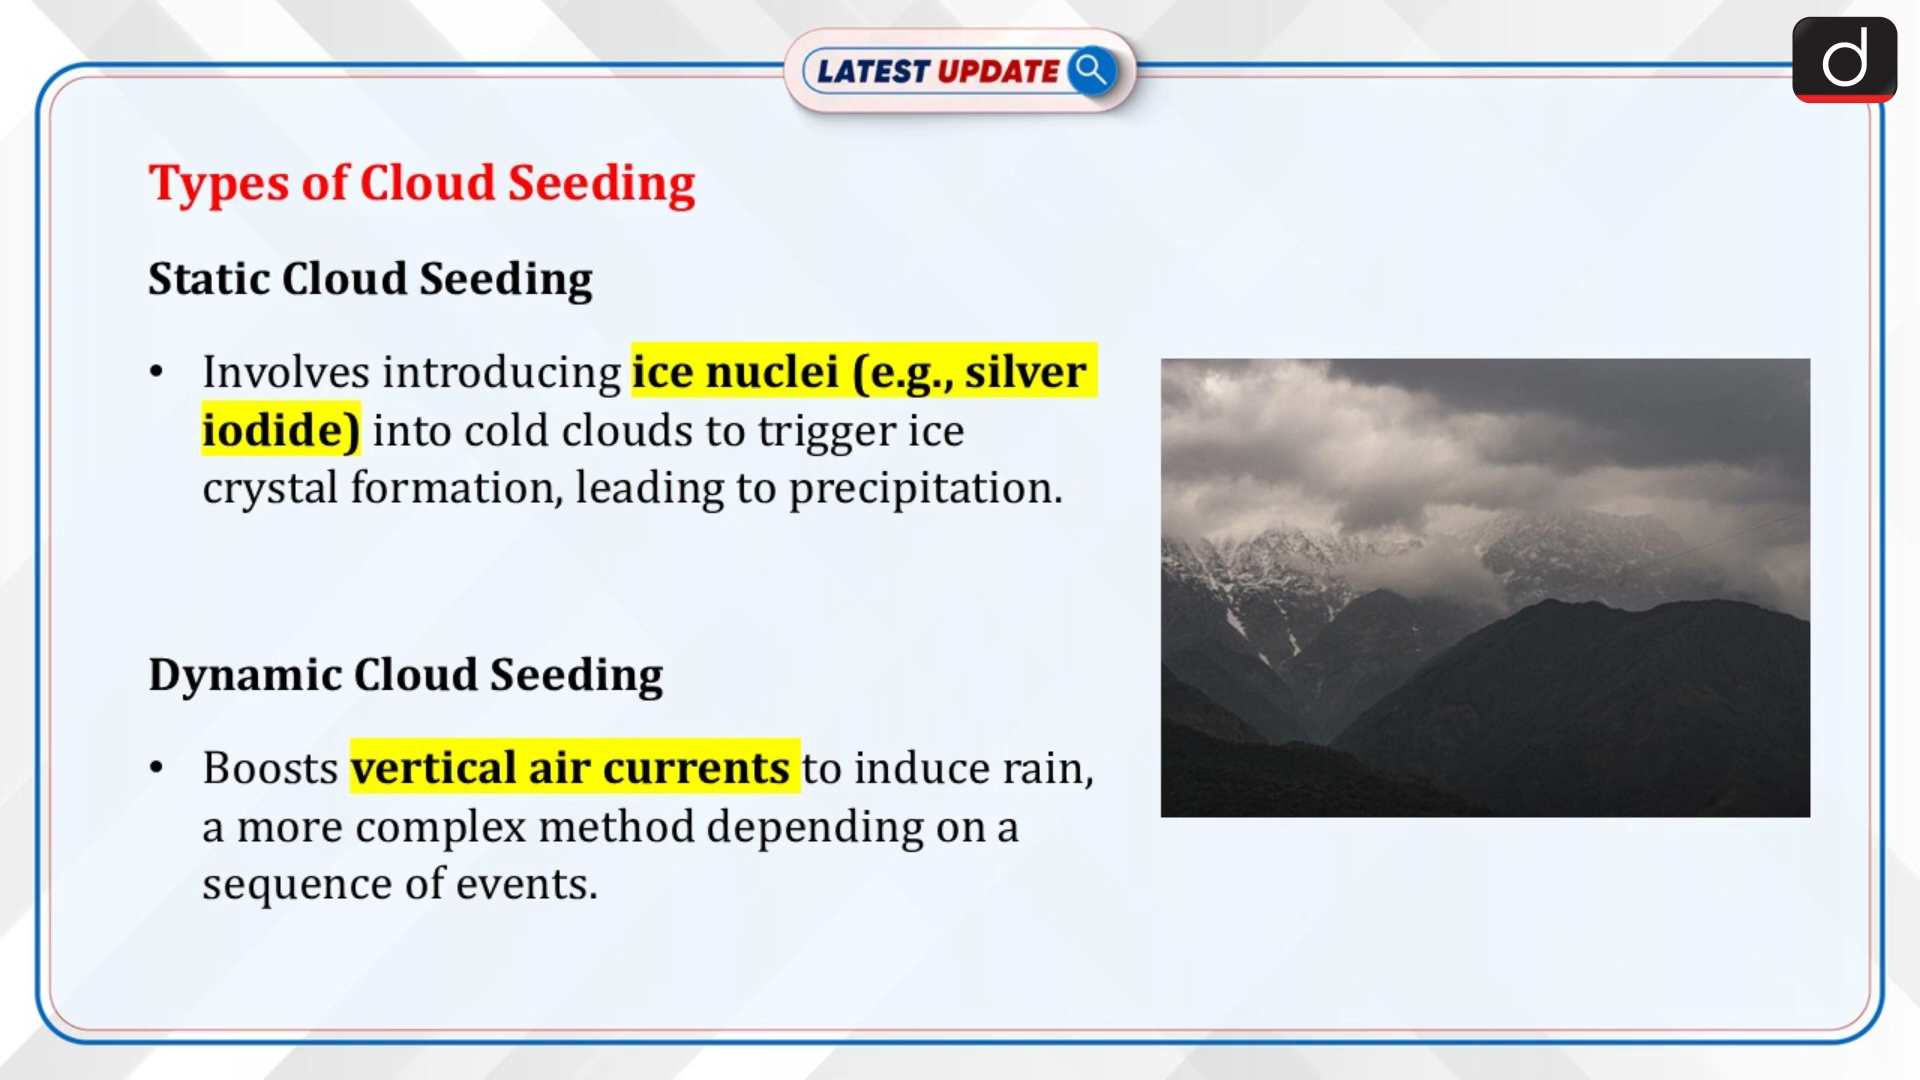 LATEST UPDATE
d
Types of Cloud Seeding
Static Cloud Seeding
• Involves introducing ice nuclei (e.g., silver
iodide) into cold clouds to trigger ice
crystal formation, leading to precipitation.
Dynamic Cloud Seeding
• Boosts vertical air currents to induce rain,
a more complex method depending on a
sequence of events.